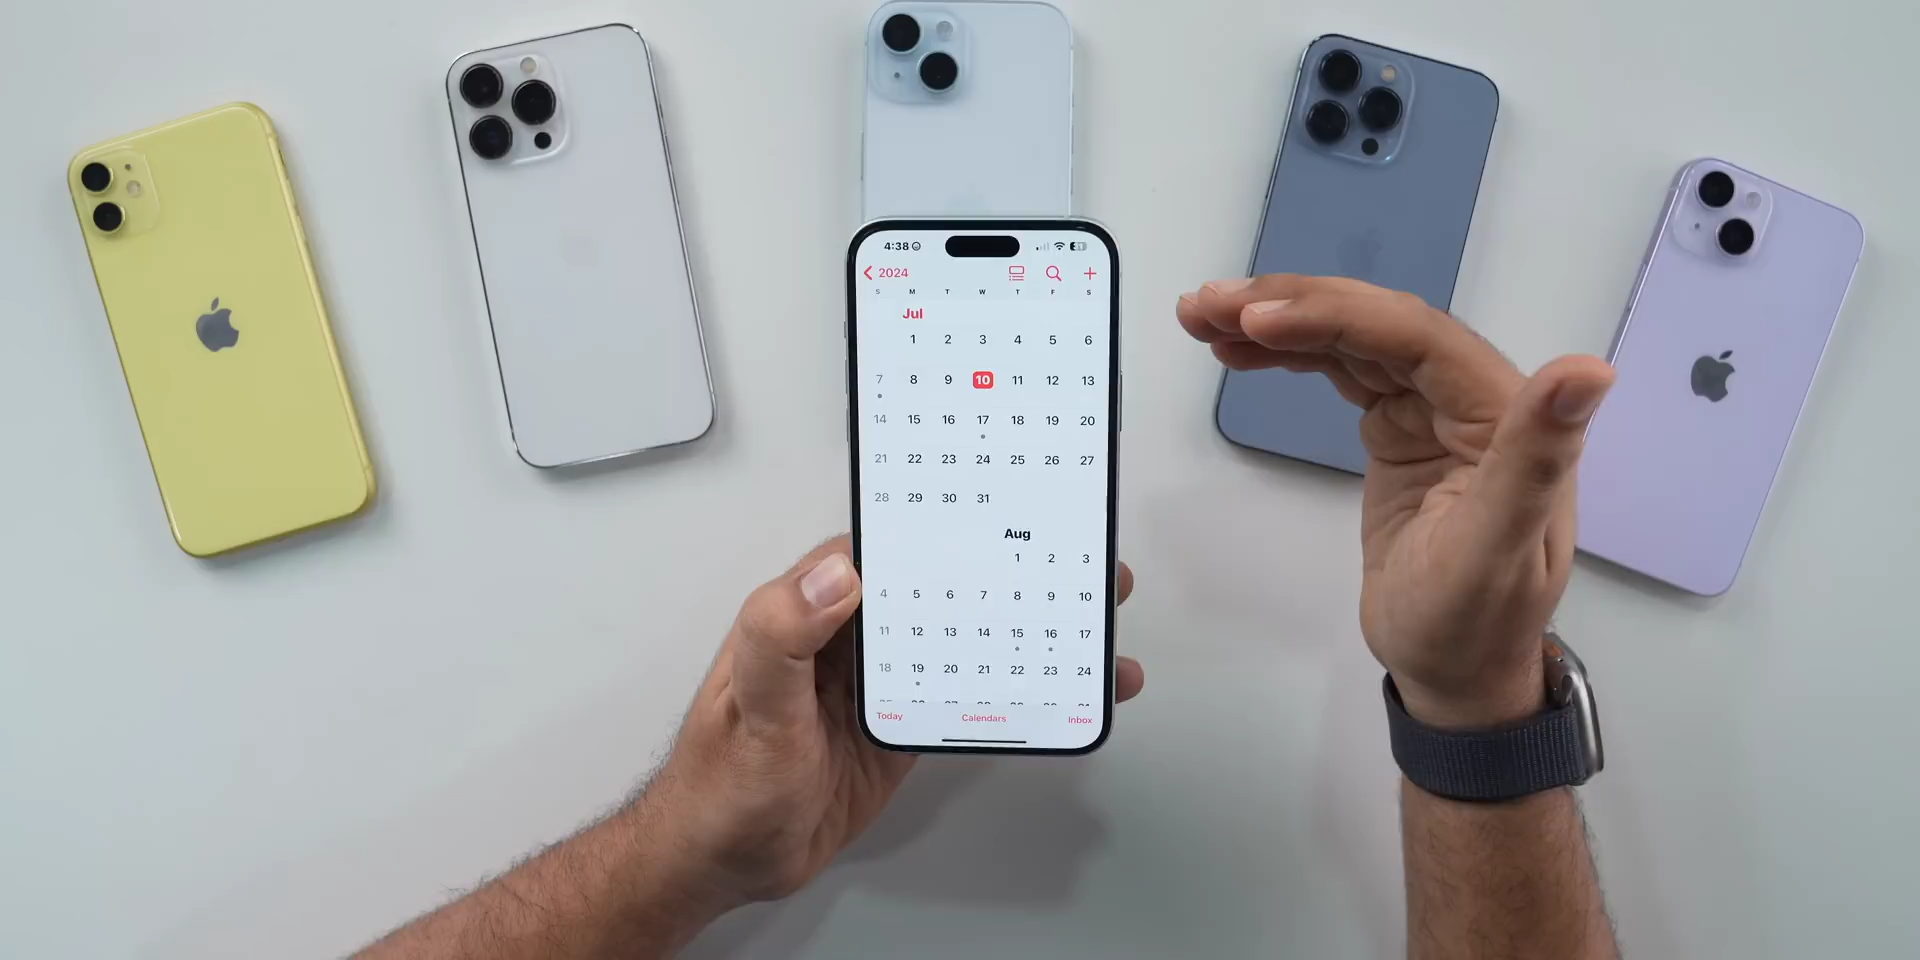 4:38
2024
S M T W T F S
Jul
1 2 3 4 5 6
7 8 9 10 11 12 13
14 15 16 17 18 19 20
21 22 23 24 25 26 27
28 29 30 31
Aug
1 2 3
4 5 6 7 8 9 10
11 12 13 14 15 16 17
18 19 20 21 22 23 24
Today Calendars Inbox